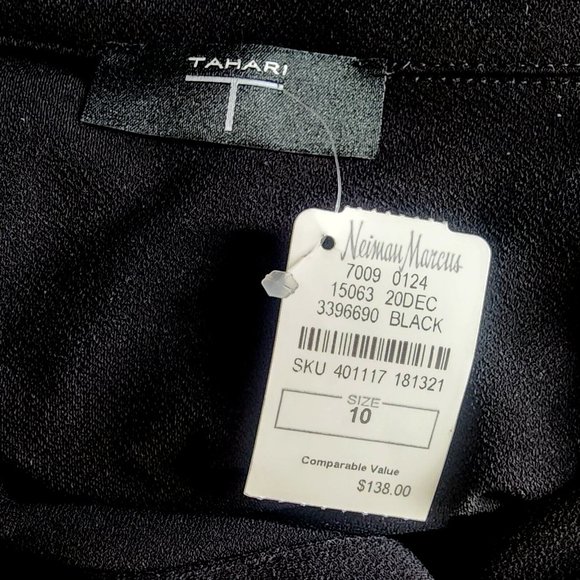 TAHARI
T
Neiman Marcus
7009 0124
15063 20DEC
3396690 BLACK
SKU 401117 181321
SIZE
10
Comparable Value
$138.00